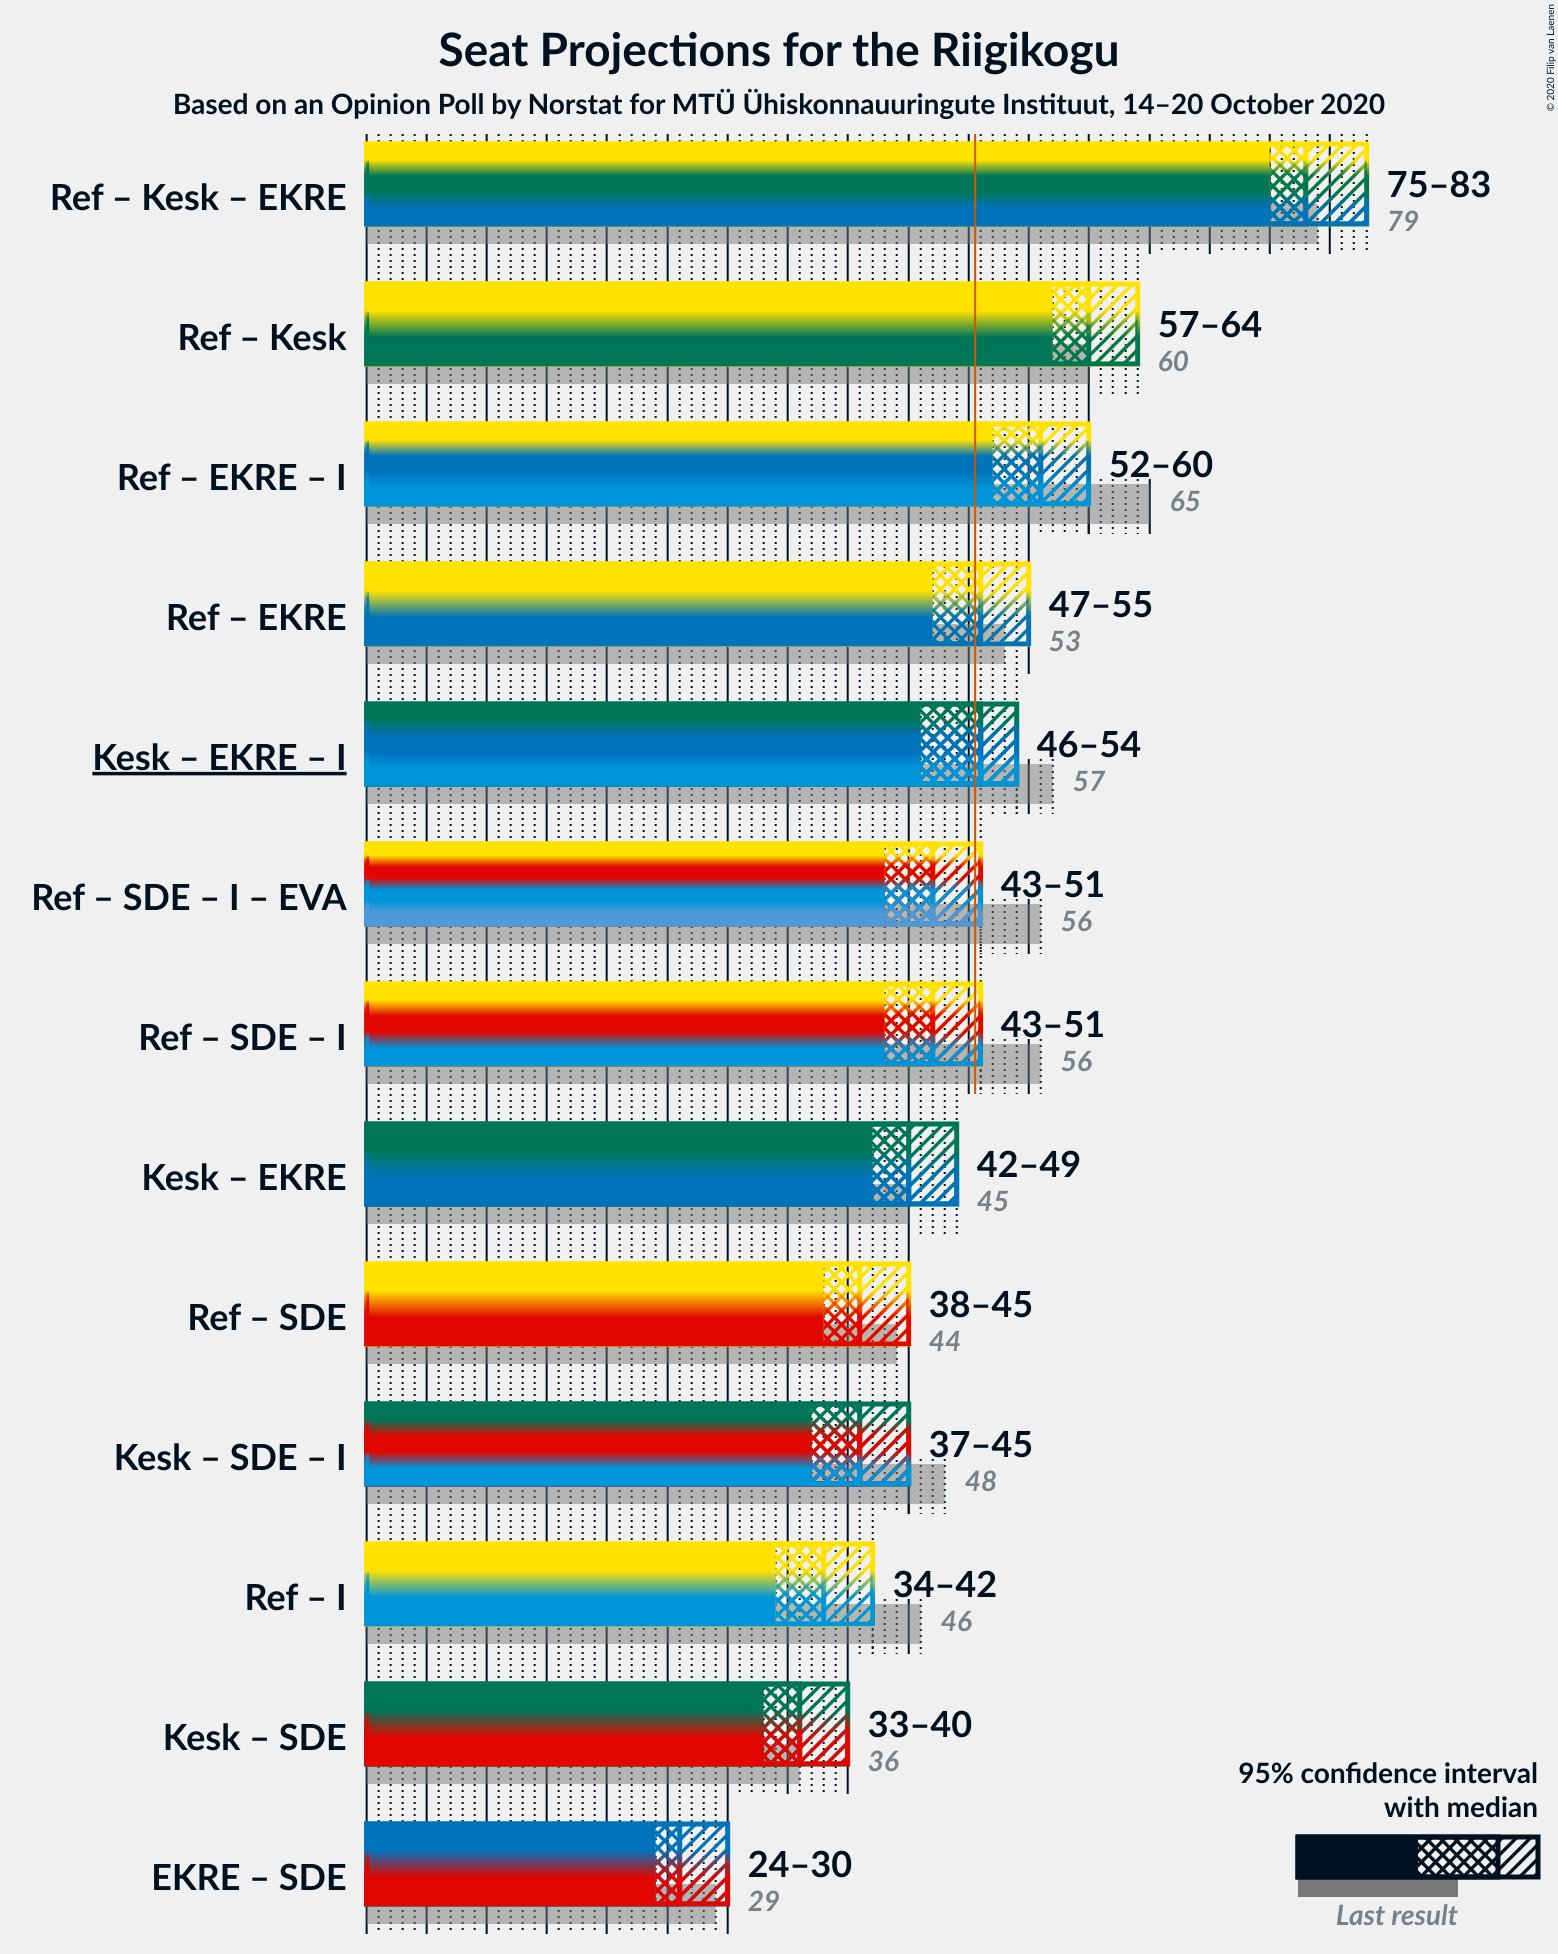 Seat Projections for the Riigikogu
Based on an Opinion Poll by Norstat for MTÜ Ühiskonnauuringute Instituut, 14–20 October 2020
© 2020 Filip van Laenen
Ref – Kesk – EKRE
75–83
79
Ref – Kesk
57–64
60
Ref – EKRE – I
52–60
65
Ref – EKRE
47–55
53
Kesk – EKRE – I
46–54
57
Ref – SDE – I – EVA
43–51
56
Ref – SDE – I
43–51
56
Kesk – EKRE
42–49
45
Ref – SDE
38–45
44
Kesk – SDE – I
37–45
48
Ref – I
34–42
46
Kesk – SDE
33–40
36
EKRE – SDE
24–30
29
95% confidence interval
with median
Last result